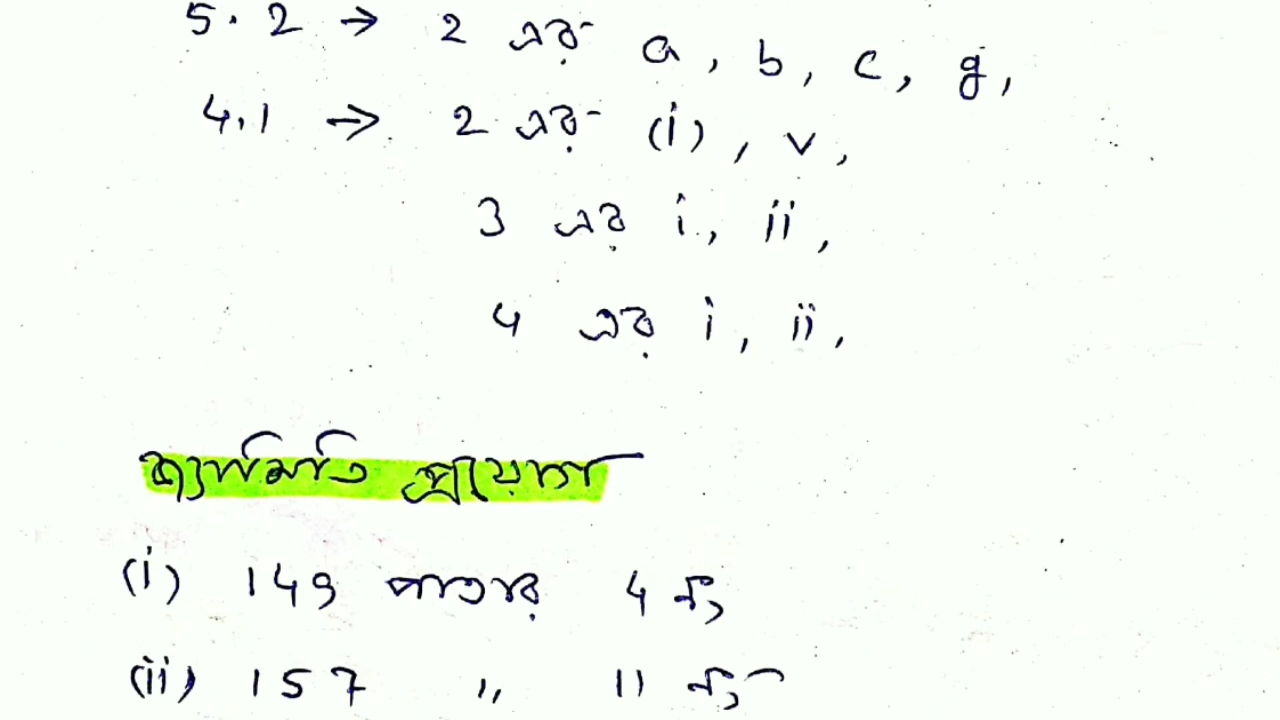 5.2 → 2 এর a, b, c, g,
4.1 → 2 এর (i), v,
3 এর i, ii,
4 এর i, ii,
জ্যামিতি প্রয়োগ
(i) 149 পাতার 4 নং
(ii) 157 " 11 নং